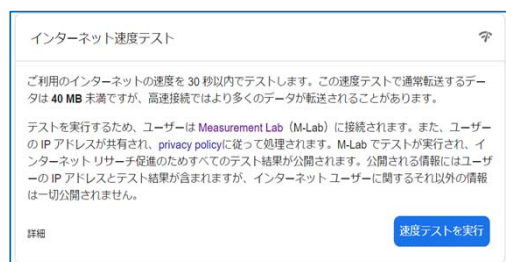 インターネット速度テスト
ご利用のインターネットの速度を 30 秒以内でテストします。この速度テストで通常転送するデー
タは 40 MB 未満ですが、高速接続ではより多くのデータが転送されることがあります。
テストを実行するため、ユーザーは Measurement Lab（M-Lab）に接続されます。また、ユーザー
の IP アドレスが共有され、privacy policyに従って処理されます。M-Lab でテストが実行され、イ
ンターネット リサーチ促進のためすべてのテスト結果が公開されます。公開される情報にはユーザ
ーの IP アドレスとテスト結果が含まれますが、インターネット ユーザーに関するそれ以外の情報
は一切公開されません。
詳細
速度テストを実行